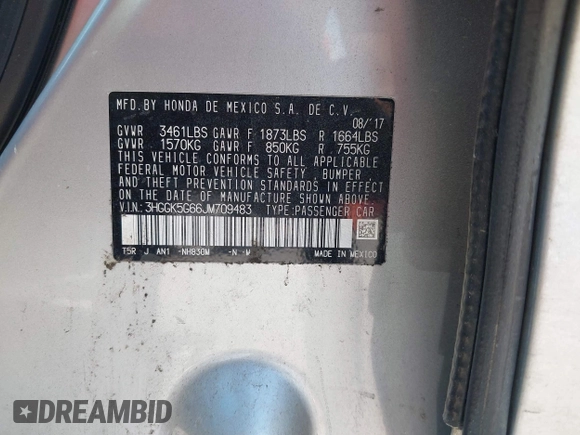 MFD. BY HONDA DE MEXICO S.A. DE C.V.
08/'17
GVWR 3461LBS GAWR F 1873LBS R 1664LBS
GVWR 1570KG GAWR F 850KG R 755KG
THIS VEHICLE CONFORMS TO ALL APPLICABLE
FEDERAL MOTOR VEHICLE SAFETY, BUMPER,
AND THEFT PREVENTION STANDARDS IN EFFECT
ON THE DATE OF MANUFACTURE SHOWN ABOVE.
V.I.N: 3HGGK5G66JM709483 TYPE: PASSENGER CAR
T5R J AN1 -NH830M -N -W
MADE IN MEXICO
DREAMBID